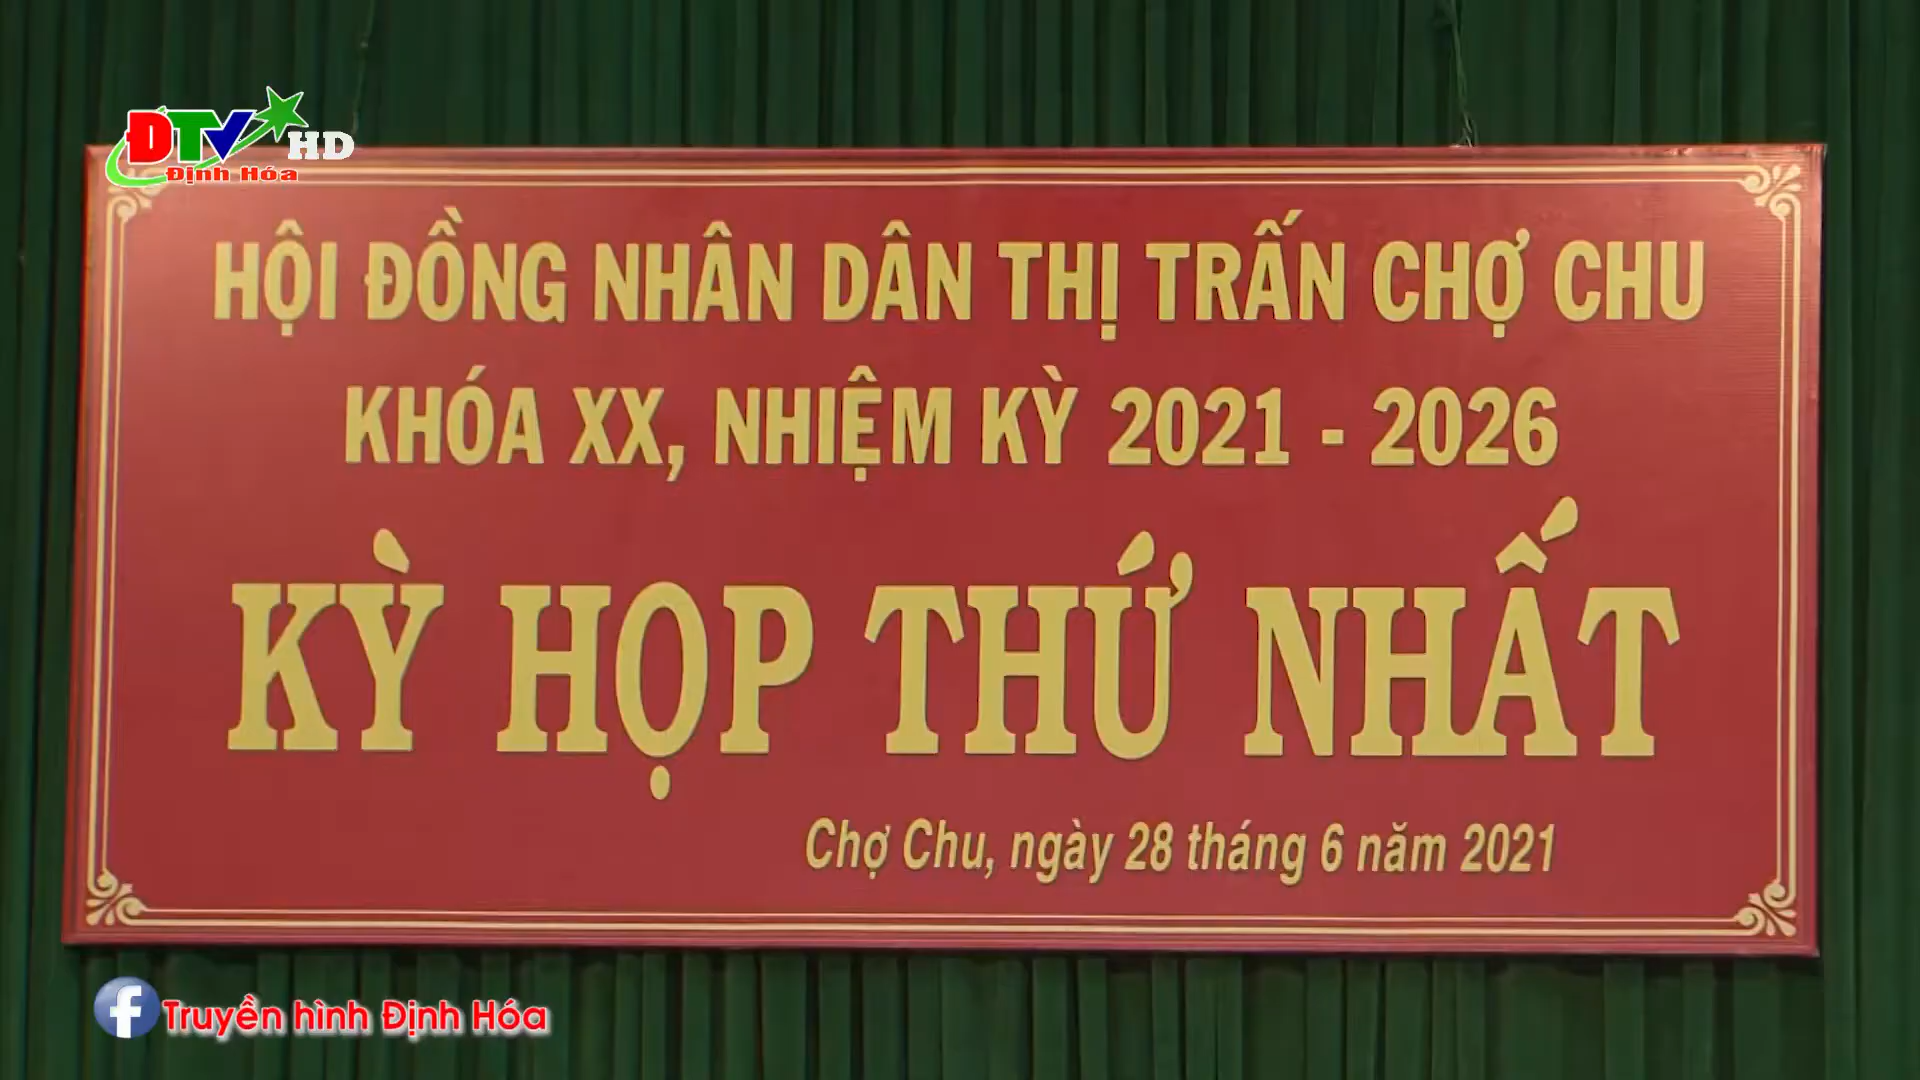 ĐTV HD
Định Hóa
HỘI ĐỒNG NHÂN DÂN THỊ TRẤN CHỢ CHU
KHÓA XX, NHIỆM KỲ 2021 - 2026
KỲ HỌP THỨ NHẤT
Chợ Chu, ngày 28 tháng 6 năm 2021
Truyền hình Định Hóa